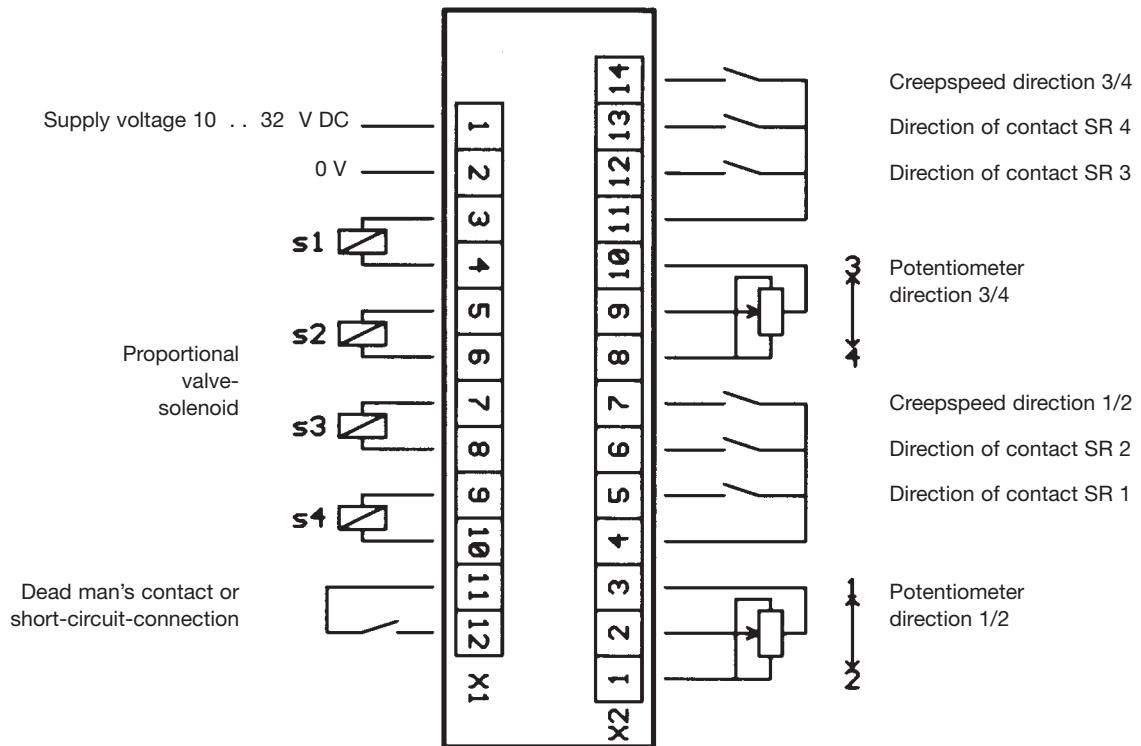 Supply voltage 10 . . 32 V DC
0 V
s1
s2
Proportional
valve-
solenoid
s3
s4
Dead man's contact or
short-circuit-connection
1
2
3
4
5
6
7
8
9
10
11
12
X1
14
13
12
11
10
9
8
7
6
5
4
3
2
1
X2
Creepspeed direction 3/4
Direction of contact SR 4
Direction of contact SR 3
3
4
Potentiometer
direction 3/4
Creepspeed direction 1/2
Direction of contact SR 2
Direction of contact SR 1
1
2
Potentiometer
direction 1/2